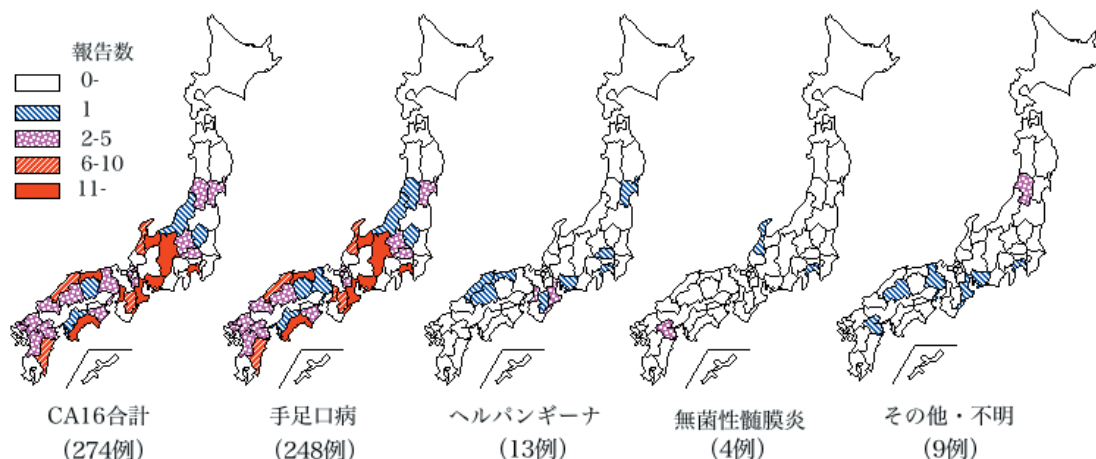 報告数
0-
1
2-5
6-10
11-
CA16合計
(274例)
手足口病
(248例)
ヘルパンギーナ
(13例)
無菌性髄膜炎
(4例)
その他・不明
(9例)